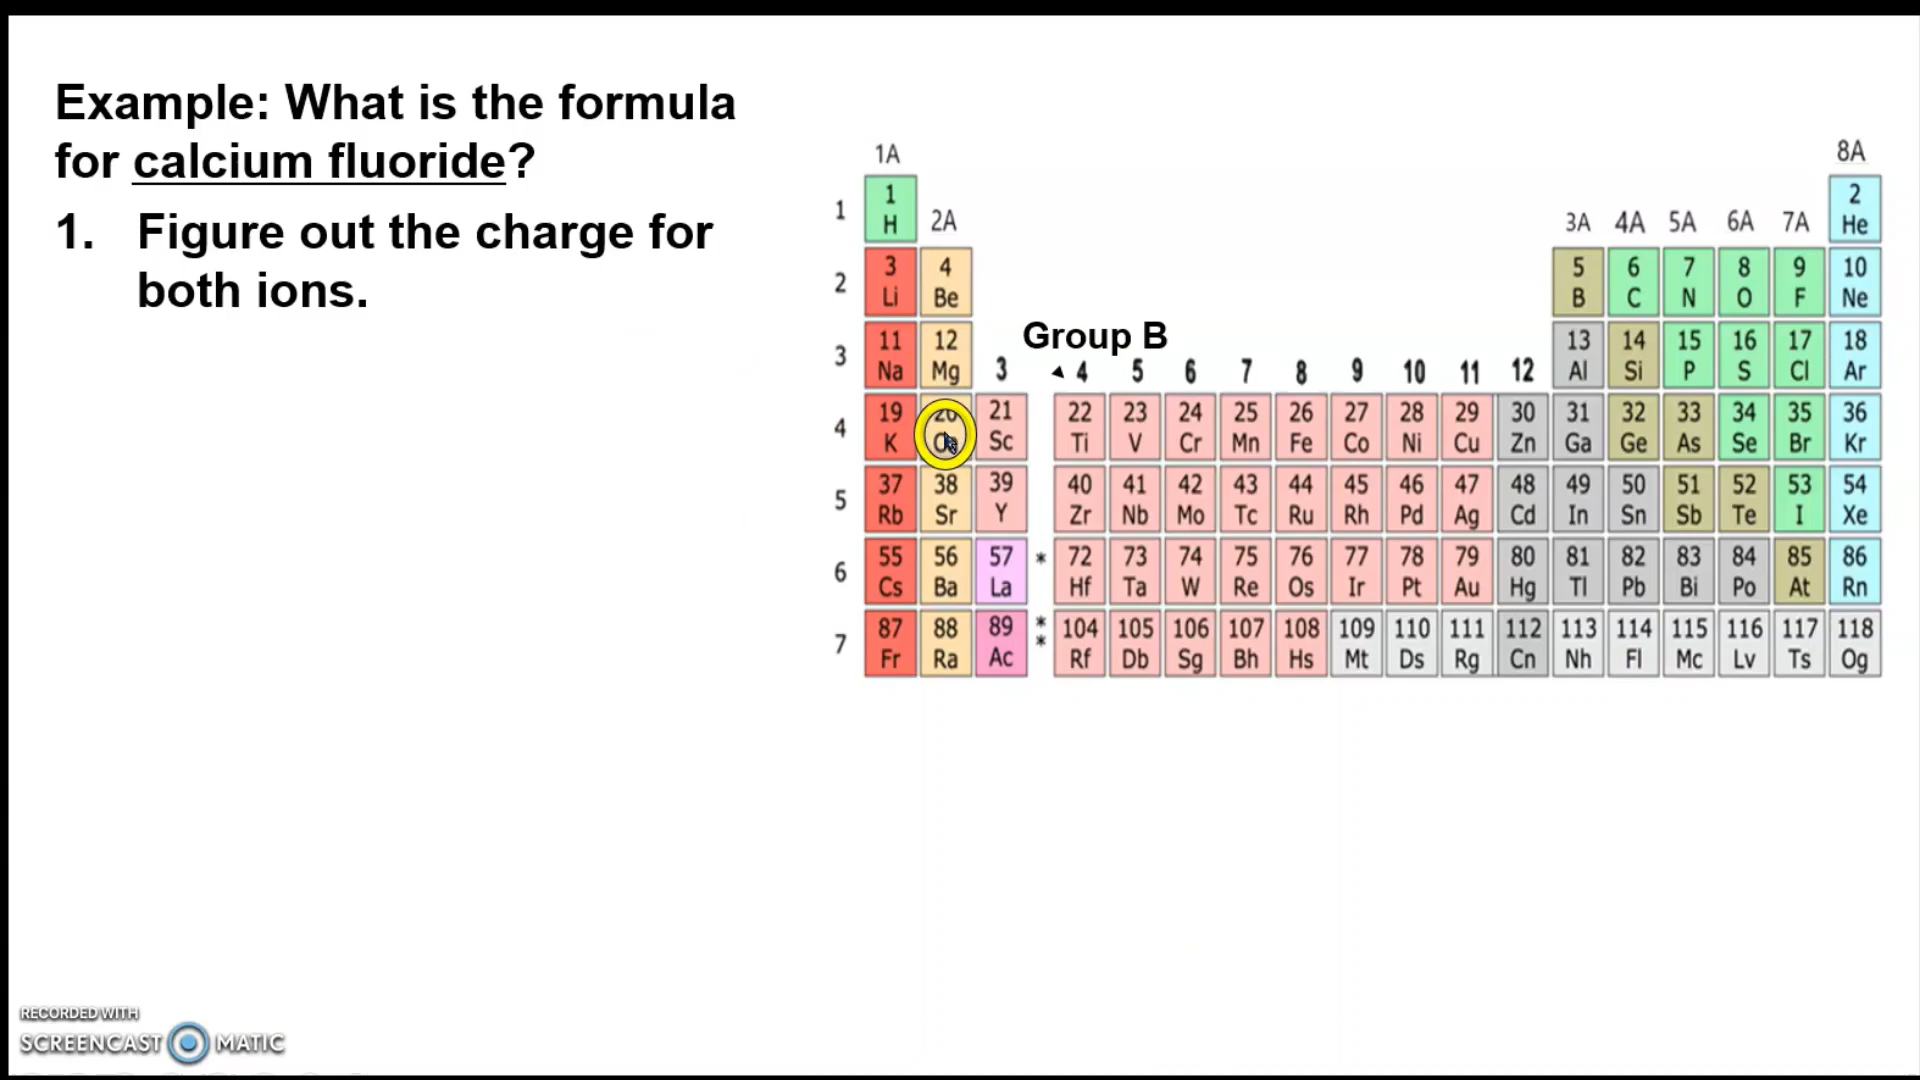 Example: What is the formula
for calcium fluoride?
1. Figure out the charge for
both ions.
1A 8A
1 1 2
H 2A 3A 4A 5A 6A 7A He
2 3 4 5 6 7 8 9 10
Li Be B C N O F Ne
Group B
3 11 12 13 14 15 16 17 18
Na Mg 3 4 5 6 7 8 9 10 11 12 Al Si P S Cl Ar
4 19 20 21 22 23 24 25 26 27 28 29 30 31 32 33 34 35 36
K Sc Ti V Cr Mn Fe Co Ni Cu Zn Ga Ge As Se Br Kr
5 37 38 39 40 41 42 43 44 45 46 47 48 49 50 51 52 53 54
Rb Sr Y Zr Nb Mo Tc Ru Rh Pd Ag Cd In Sn Sb Te I Xe
6 55 56 57 * 72 73 74 75 76 77 78 79 80 81 82 83 84 85 86
Cs Ba La Hf Ta W Re Os Ir Pt Au Hg Tl Pb Bi Po At Rn
7 87 88 89 ** 104 105 106 107 108 109 110 111 112 113 114 115 116 117 118
Fr Ra Ac Rf Db Sg Bh Hs Mt Ds Rg Cn Nh Fl Mc Lv Ts Og
RECORDED WITH
SCREENCAST MATIC